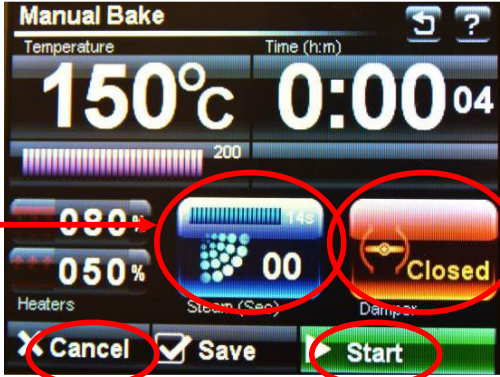 Manual Bake
?
Temperature Time (h:m)
150°C 0:00 04
200
080% 14s
050% 00 Closed
Heaters Steam (Sec) Damper
Cancel Save Start